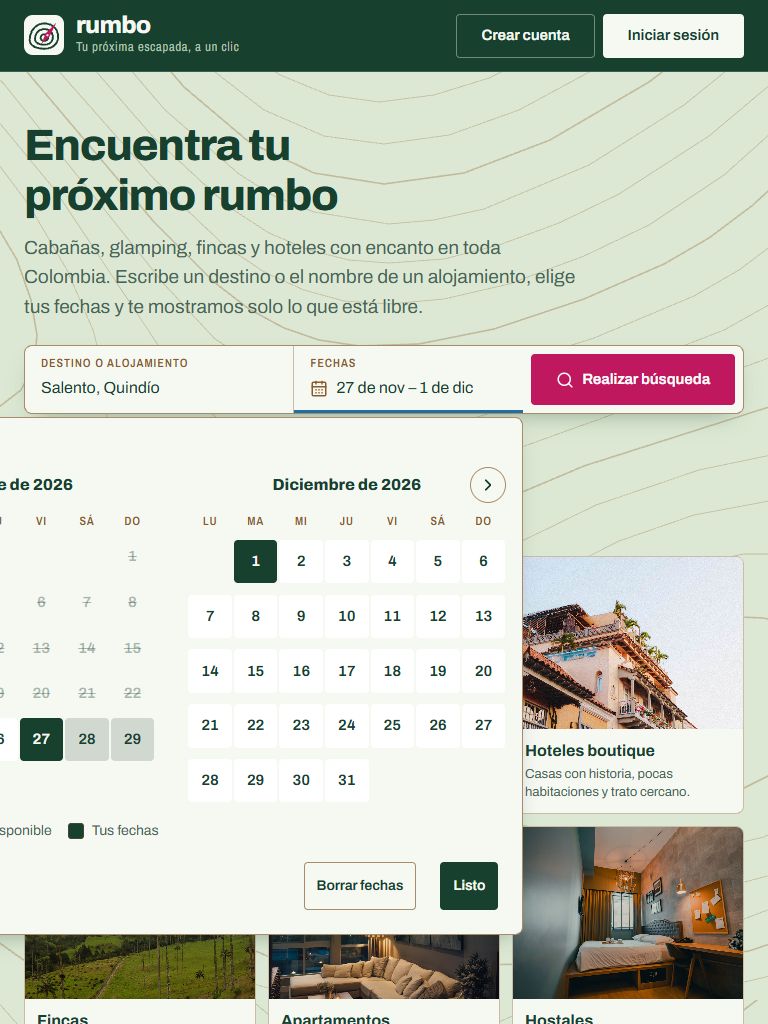 rumbo
Tu próxima escapada, a un clic
Crear cuenta
Iniciar sesión
Encuentra tu
próximo rumbo
Cabañas, glamping, fincas y hoteles con encanto en toda
Colombia. Escribe un destino o el nombre de un alojamiento, elige
tus fechas y te mostramos solo lo que está libre.
DESTINO O ALOJAMIENTO
Salento, Quindío
FECHAS
27 de nov – 1 de dic
Realizar búsqueda
de 2026
VI SÁ DO
1
6 7 8
13 14 15
20 21 22
27 28 29
Diciembre de 2026
LU MA MI JU VI SÁ DO
1 2 3 4 5 6
7 8 9 10 11 12 13
14 15 16 17 18 19 20
21 22 23 24 25 26 27
28 29 30 31
Tus fechas
Borrar fechas
Listo
Hoteles boutique
Casas con historia, pocas
habitaciones y trato cercano.
Fincas
Apartamentos
Hostales